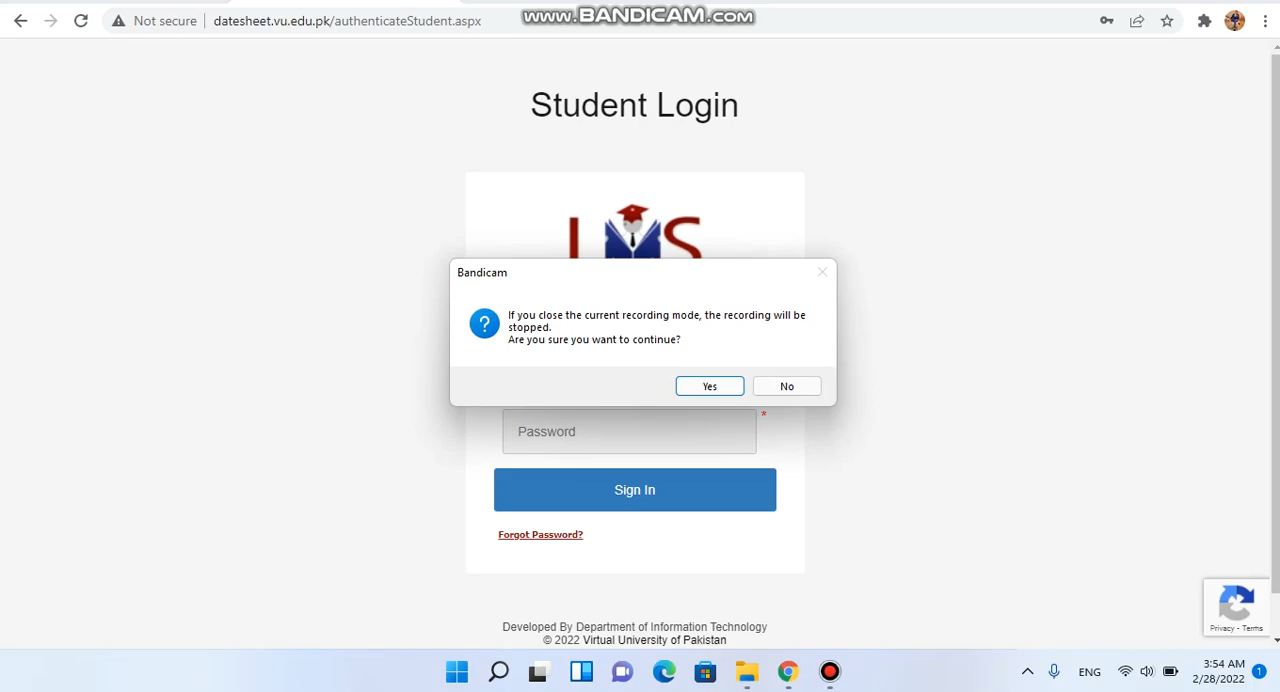 Not secure datesheet.vu.edu.pk/authenticateStudent.aspx
WWW.BANDICAM.COM
Student Login
LMS
Bandicam
If you close the current recording mode, the recording will be
stopped.
Are you sure you want to continue?
Yes No
*
Password
Sign In
Forgot Password?
Privacy - Terms
Developed By Department of Information Technology
© 2022 Virtual University of Pakistan
ENG
3:54 AM
2/28/2022
1